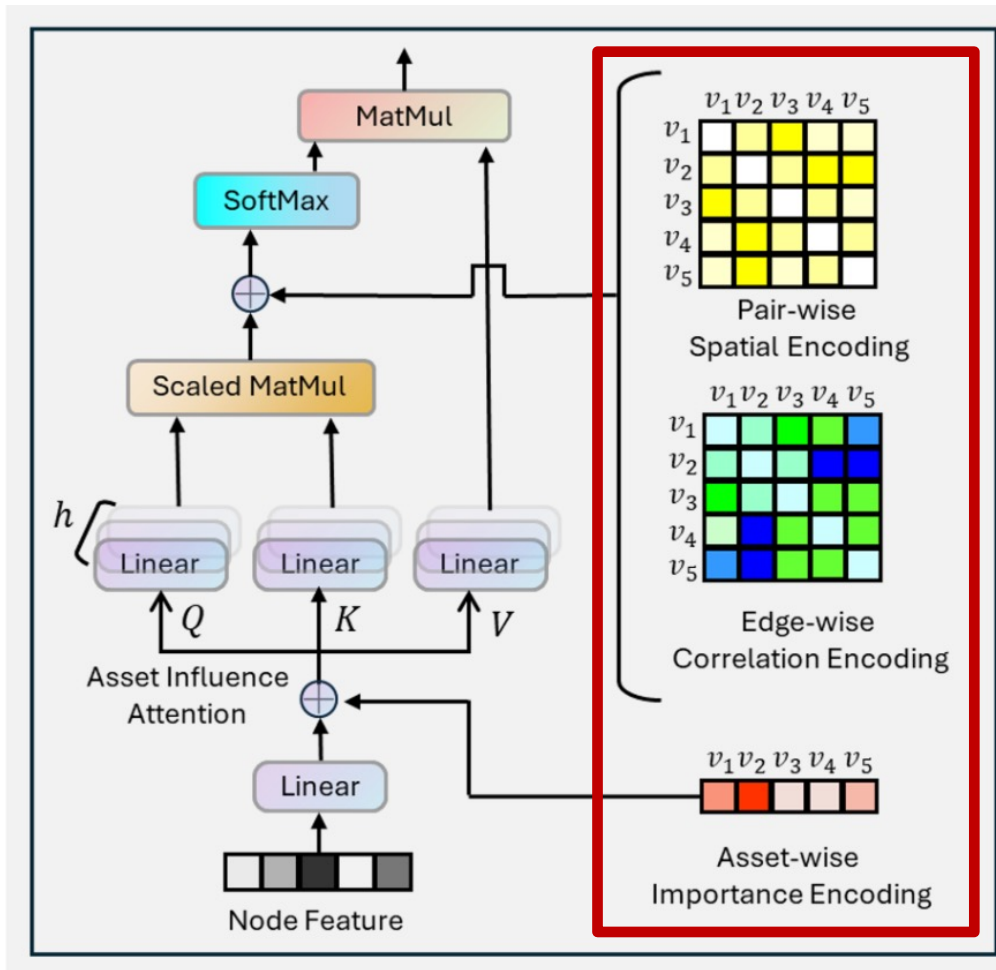 MatMul
SoftMax
Scaled MatMul
h
Linear
Linear
Linear
Q
K
V
Asset Influence
Attention
Linear
Node Feature
v₁ v₂ v₃ v₄ v₅
v₁
v₂
v₃
v₄
v₅
Pair-wise
Spatial Encoding
v₁ v₂ v₃ v₄ v₅
v₁
v₂
v₃
v₄
v₅
Edge-wise
Correlation Encoding
v₁ v₂ v₃ v₄ v₅
Asset-wise
Importance Encoding